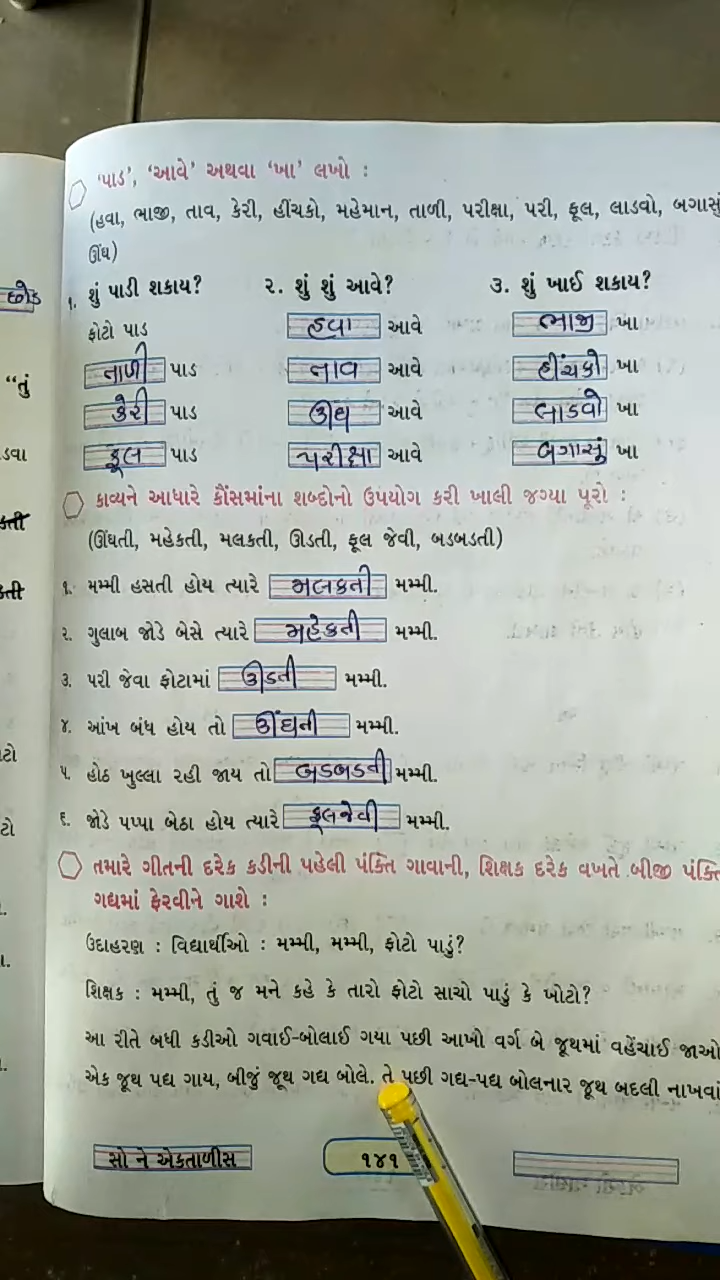 'પાડ', 'આવે' અથવા 'ખા' લખો :
(હવા, ભાજી, તાવ, કેરી, હીંચકો, મહેમાન, તાળી, પરીક્ષા, પરી, ફૂલ, લાડવો, બગાસું
ઊંઘ)
૧. શું પાડી શકાય? ૨. શું શું આવે? ૩. શું ખાઈ શકાય?
ફોટો પાડ હવા આવે ભાજી ખા
તાળી પાડ તાવ આવે હીંચકો ખા
કેરી પાડ ઊંઘ આવે લાડવો ખા
ફૂલ પાડ પરીક્ષા આવે બગાસું ખા
કાવ્યને આધારે કૌંસમાંના શબ્દોનો ઉપયોગ કરી ખાલી જગ્યા પૂરો :
(ઊંઘતી, મહેકતી, મલકતી, ઊડતી, ફૂલ જેવી, બડબડતી)
૧. મમ્મી હસતી હોય ત્યારે મલકતી મમ્મી.
૨. ગુલાબ જોડે બેસે ત્યારે મહેકતી મમ્મી.
૩. પરી જેવા ફોટામાં ઊડતી મમ્મી.
૪. આંખ બંધ હોય તો ઊંઘતી મમ્મી.
૫. હોઠ ખુલ્લા રહી જાય તો બડબડતી મમ્મી.
૬. જોડે પપ્પા બેઠા હોય ત્યારે ફૂલજેવી મમ્મી.
તમારે ગીતની દરેક કડીની પહેલી પંક્તિ ગાવાની, શિક્ષક દરેક વખતે બીજી પંક્તિ
ગદ્યમાં ફેરવીને ગાશે :
ઉદાહરણ : વિદ્યાર્થીઓ : મમ્મી, મમ્મી, ફોટો પાડું?
શિક્ષક : મમ્મી, તું જ મને કહે કે તારો ફોટો સાચો પાડું કે ખોટો?
આ રીતે બધી કડીઓ ગવાઈ-બોલાઈ ગયા પછી આખો વર્ગ બે જૂથમાં વહેંચાઈ જાઓ
એક જૂથ પદ્ય ગાય, બીજું જૂથ ગદ્ય બોલે. તે પછી ગદ્ય-પદ્ય બોલનાર જૂથ બદલી નાખવાં
સો ને એકતાળીસ ૧૪૧
છોડ
"તું